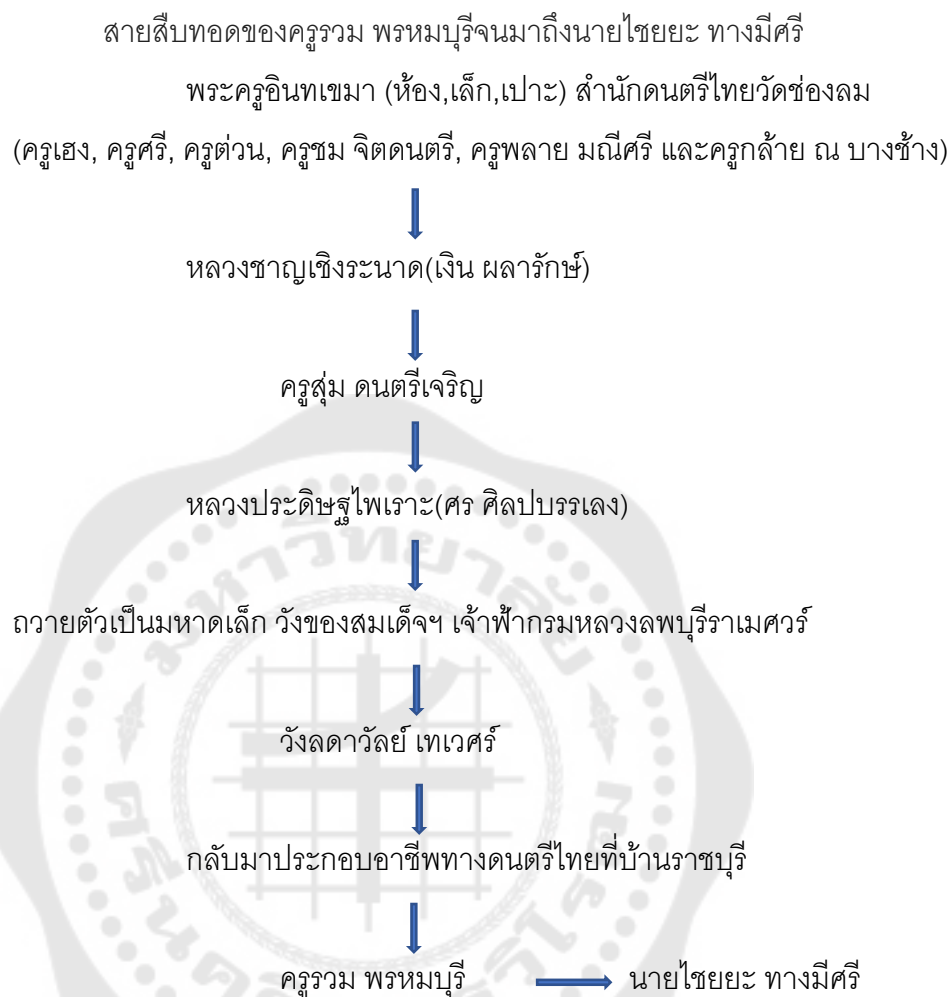 สายสืบทอดของครูรวม พรหมบุรีจนมาถึงนายไชยยะ ทางมีศรี
พระครูอินทเขมา (ห้อง,เล็ก,เปาะ) สำนักดนตรีไทยวัดช่องลม
(ครูเฮง, ครูศรี, ครูต่วน, ครูชม จิตดนตรี, ครูพลาย มณีศรี และครูกล้าย ณ บางช้าง)
หลวงชาญเชิงระนาด(เงิน ผลารักษ์)
ครูสุ่ม ดนตรีเจริญ
หลวงประดิษฐไพเราะ(ศร ศิลปบรรเลง)
ถวายตัวเป็นมหาดเล็ก วังของสมเด็จฯ เจ้าฟ้ากรมหลวงลพบุรีราเมศวร์
วังลดาวัลย์ เทเวศร์
กลับมาประกอบอาชีพทางดนตรีไทยที่บ้านราชบุรี
ครูรวม พรหมบุรี นายไชยยะ ทางมีศรี
มหาวิทยาลัย